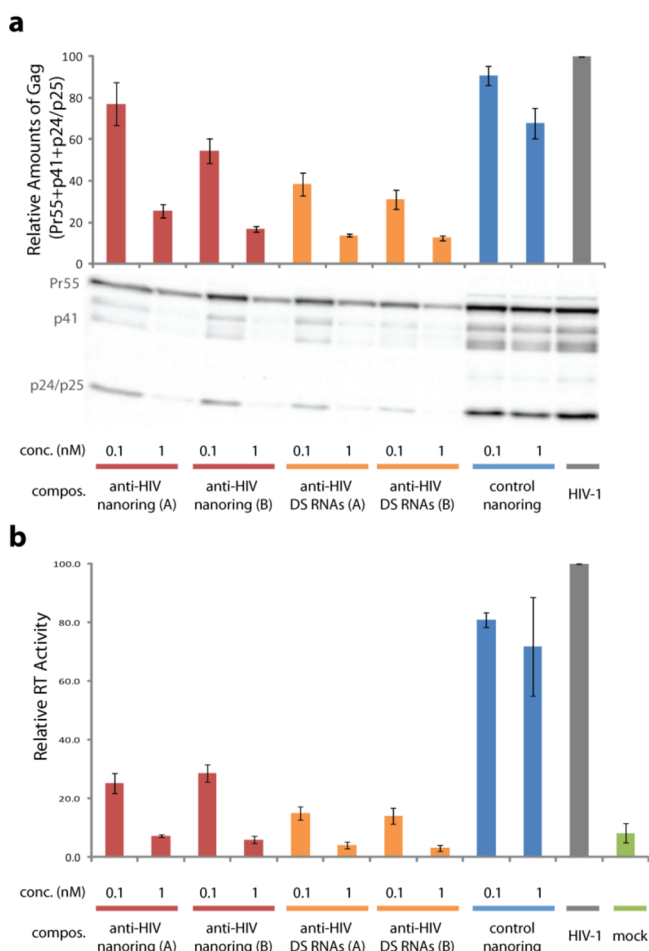 a
Relative Amounts of Gag
(Pr55+p41+p24/p25)
100
80
60
40
20
0
Pr55
p41
p24/p25
conc. (nM) 0.1 1 0.1 1 0.1 1 0.1 1 0.1 1
compos. anti-HIV nanoring (A) anti-HIV nanoring (B) anti-HIV DS RNAs (A) anti-HIV DS RNAs (B) control nanoring HIV-1
b
Relative RT Activity
100.0
80.0
60.0
40.0
20.0
0.0
conc. (nM) 0.1 1 0.1 1 0.1 1 0.1 1 0.1 1
compos. anti-HIV nanoring (A) anti-HIV nanoring (B) anti-HIV DS RNAs (A) anti-HIV DS RNAs (B) control nanoring HIV-1 mock